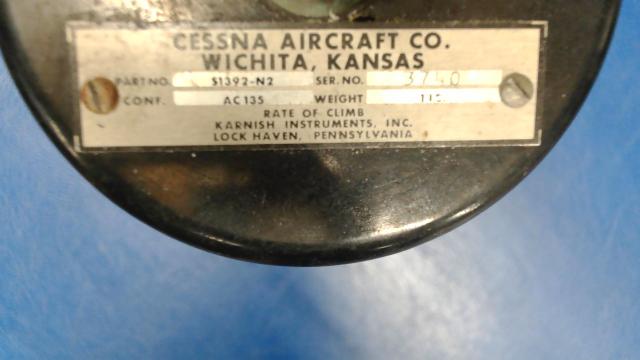 CESSNA AIRCRAFT CO.
WICHITA, KANSAS
PART NO. S1392-N2 SER. NO.
CONF. AC135 WEIGHT
RATE OF CLIMB
KARNISH INSTRUMENTS, INC.
LOCK HAVEN, PENNSYLVANIA